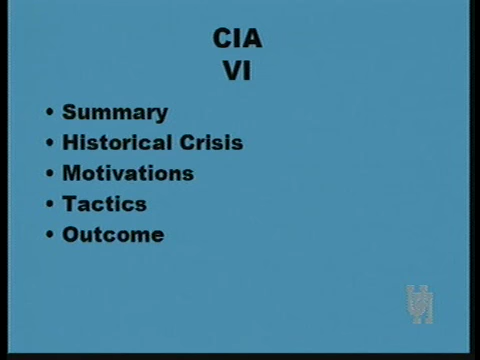 CIA
VI
• Summary
• Historical Crisis
• Motivations
• Tactics
• Outcome